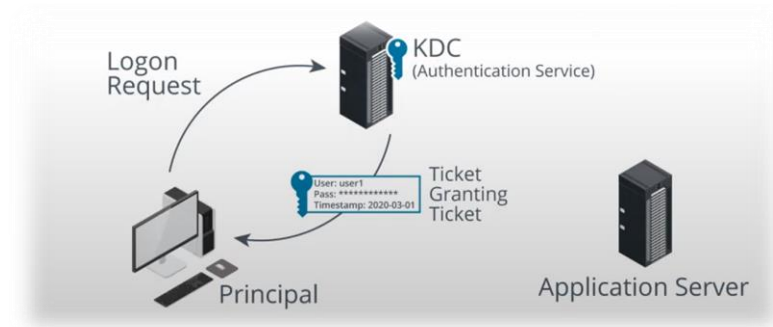 Logon
Request
KDC
(Authentication Service)
User: user1
Pass: ************
Timestamp: 2020-03-01
Ticket
Granting
Ticket
Principal
Application Server